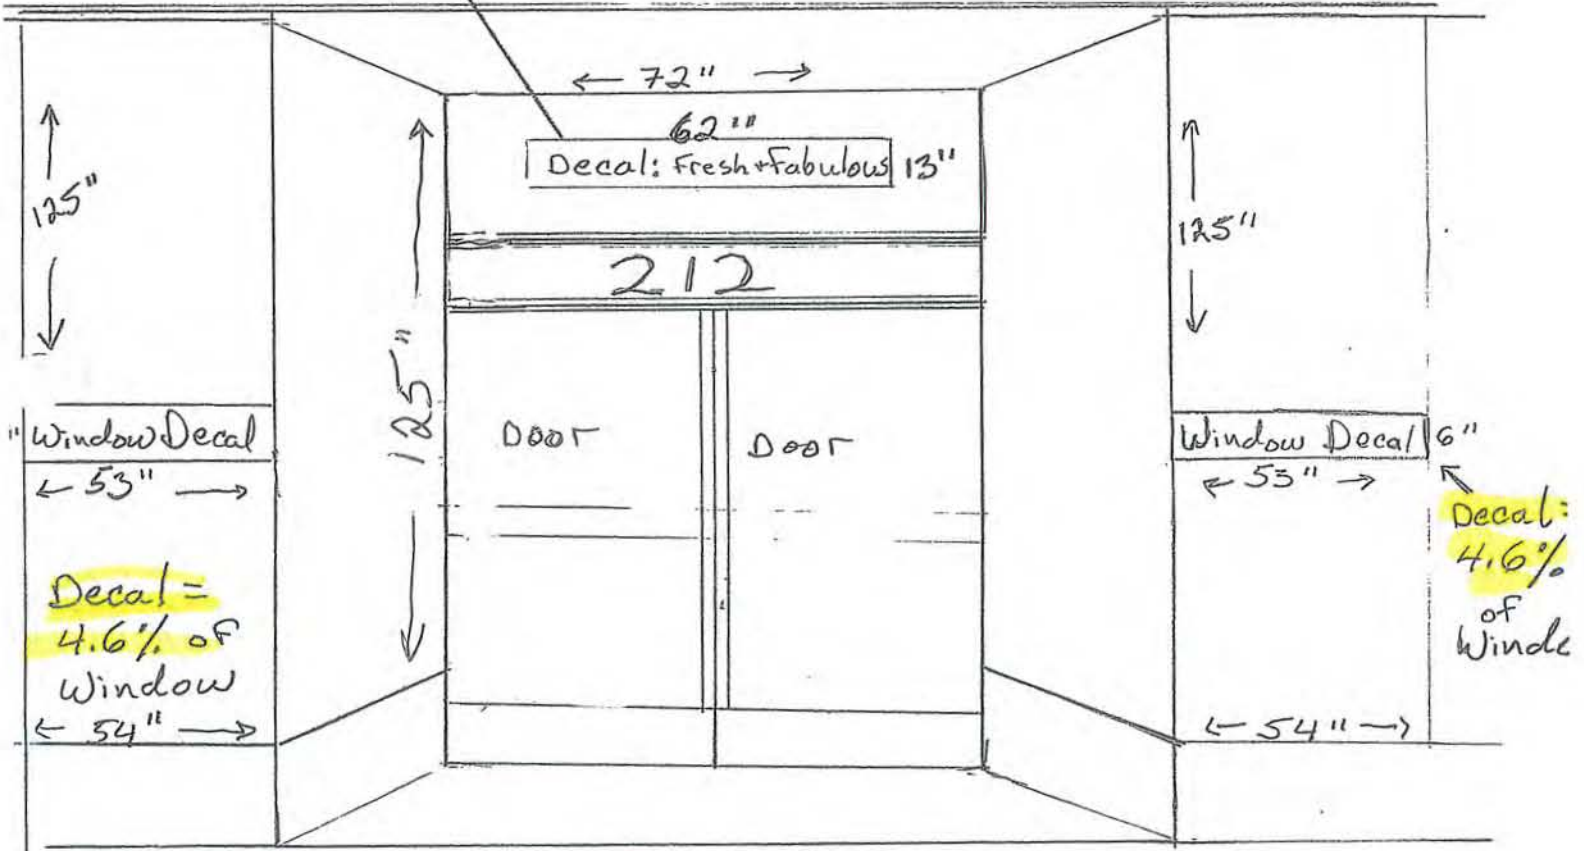 ← 72" →
62"
Decal: Fresh+Fabulous 13"
125"
125"
212
125"
Door
Door
" Window Decal
← 53" →
Window Decal 6"
← 53" →
Decal =
4.6% of
Window
← 54" →
Decal:
4.6%
of
Winde
← 54" →